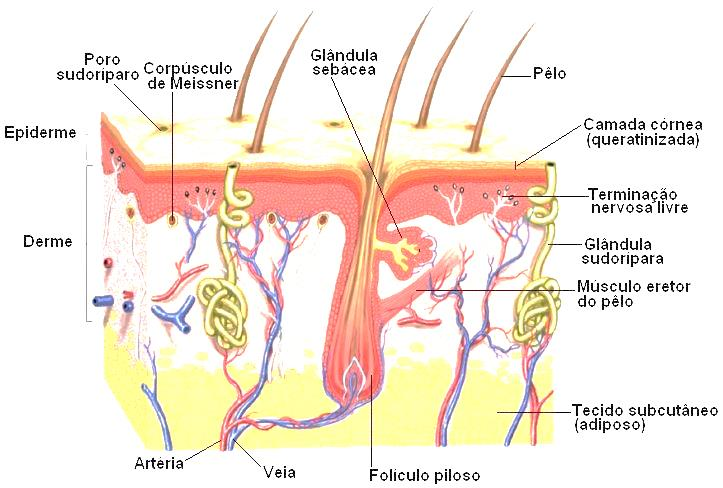 Poro
sudoríparo
Corpúsculo
de Meissner
Glândula
sebácea
Pêlo
Epiderme
Camada córnea
(queratinizada)
Terminação
nervosa livre
Derme
Glândula
sudorípara
Músculo eretor
do pêlo
Tecido subcutâneo
(adiposo)
Artéria
Veia
Folículo piloso